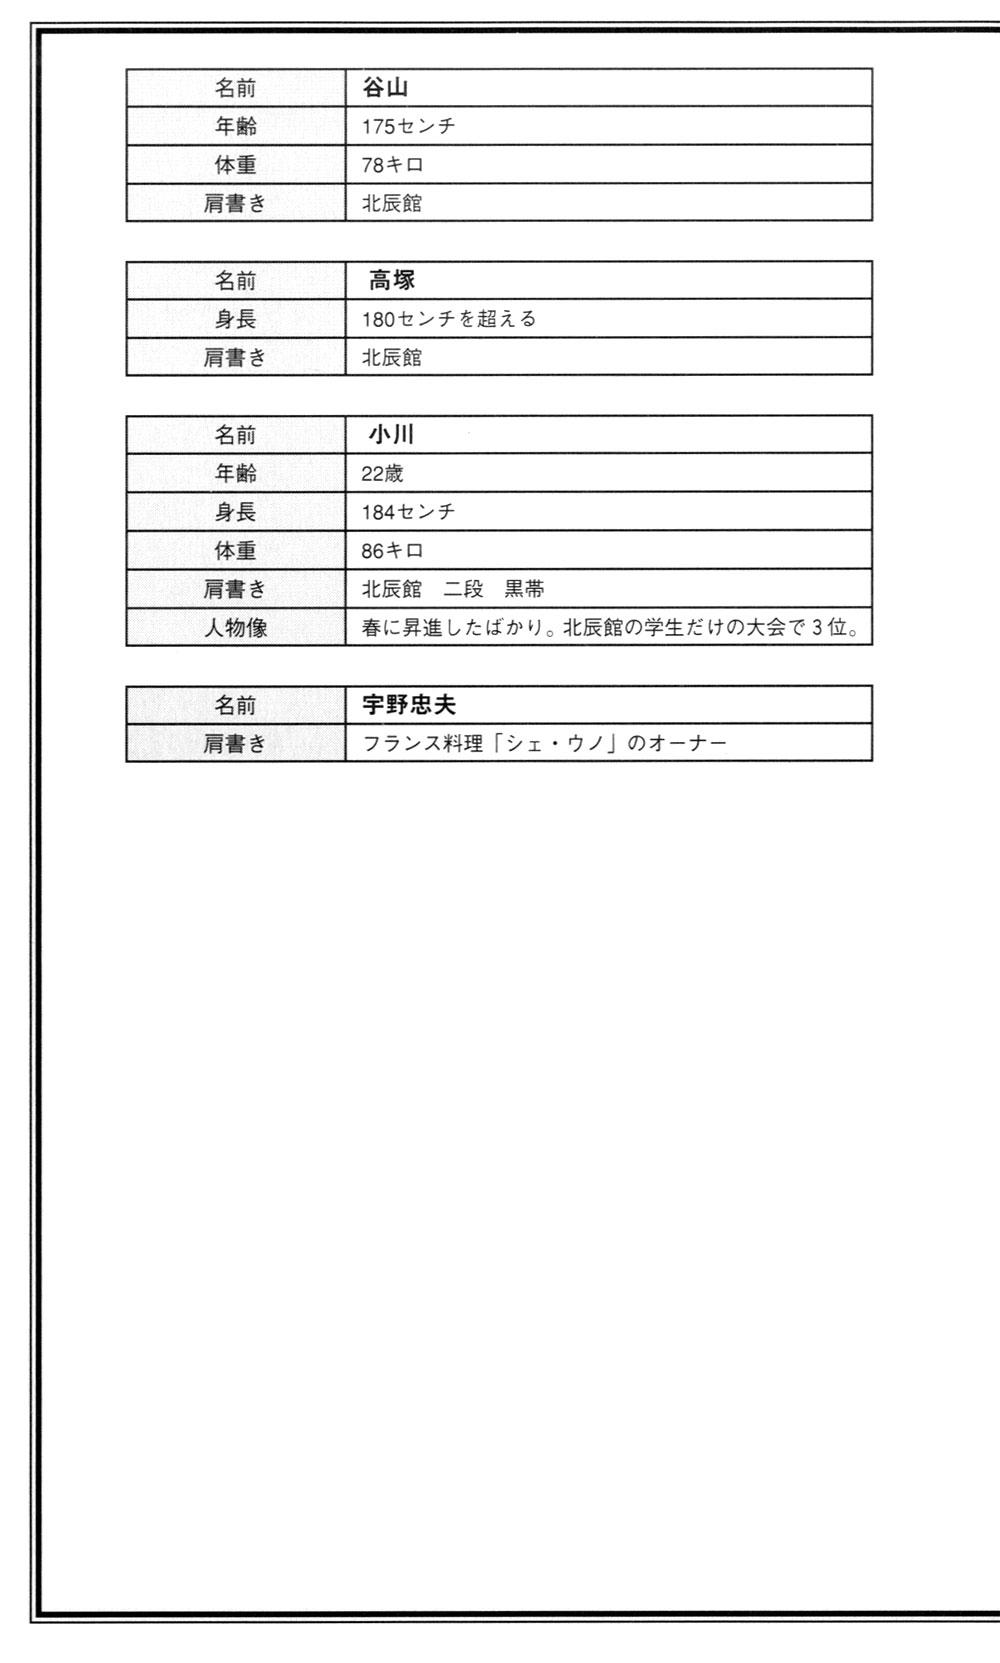 名前 谷山
年齢 175センチ
体重 78キロ
肩書き 北辰館
名前 高塚
身長 180センチを超える
肩書き 北辰館
名前 小川
年齢 22歳
身長 184センチ
体重 86キロ
肩書き 北辰館　二段　黒帯
人物像 春に昇進したばかり。北辰館の学生だけの大会で3位。
名前 宇野忠夫
肩書き フランス料理「シェ・ウノ」のオーナー